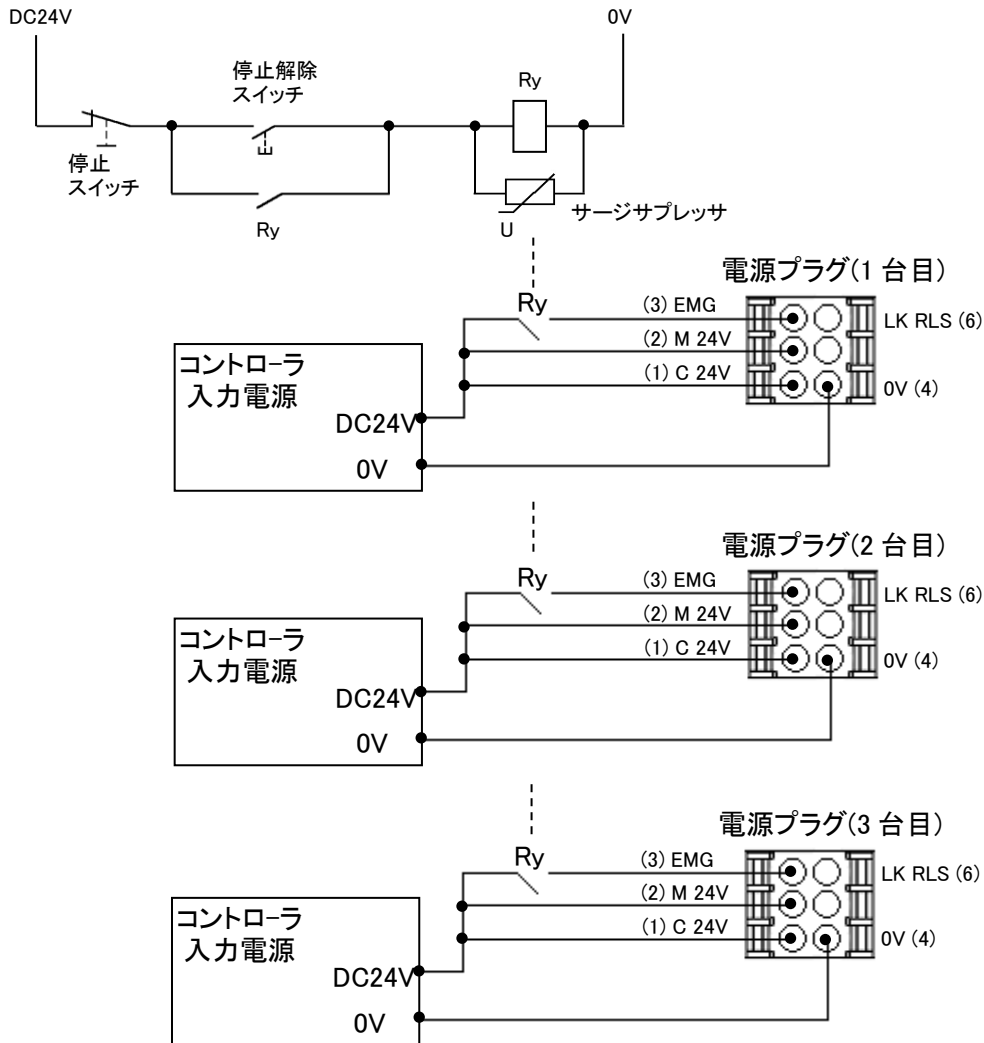 DC24V
0V
停止解除
スイッチ
Ry
停止
スイッチ
Ry
U
サージサプレッサ
電源プラグ(1 台目)
Ry
(3) EMG
LK RLS (6)
(2) M 24V
(1) C 24V
0V (4)
コントローラ
入力電源
DC24V
0V
電源プラグ(2 台目)
Ry
(3) EMG
LK RLS (6)
(2) M 24V
(1) C 24V
0V (4)
コントローラ
入力電源
DC24V
0V
電源プラグ(3 台目)
Ry
(3) EMG
LK RLS (6)
(2) M 24V
(1) C 24V
0V (4)
コントローラ
入力電源
DC24V
0V